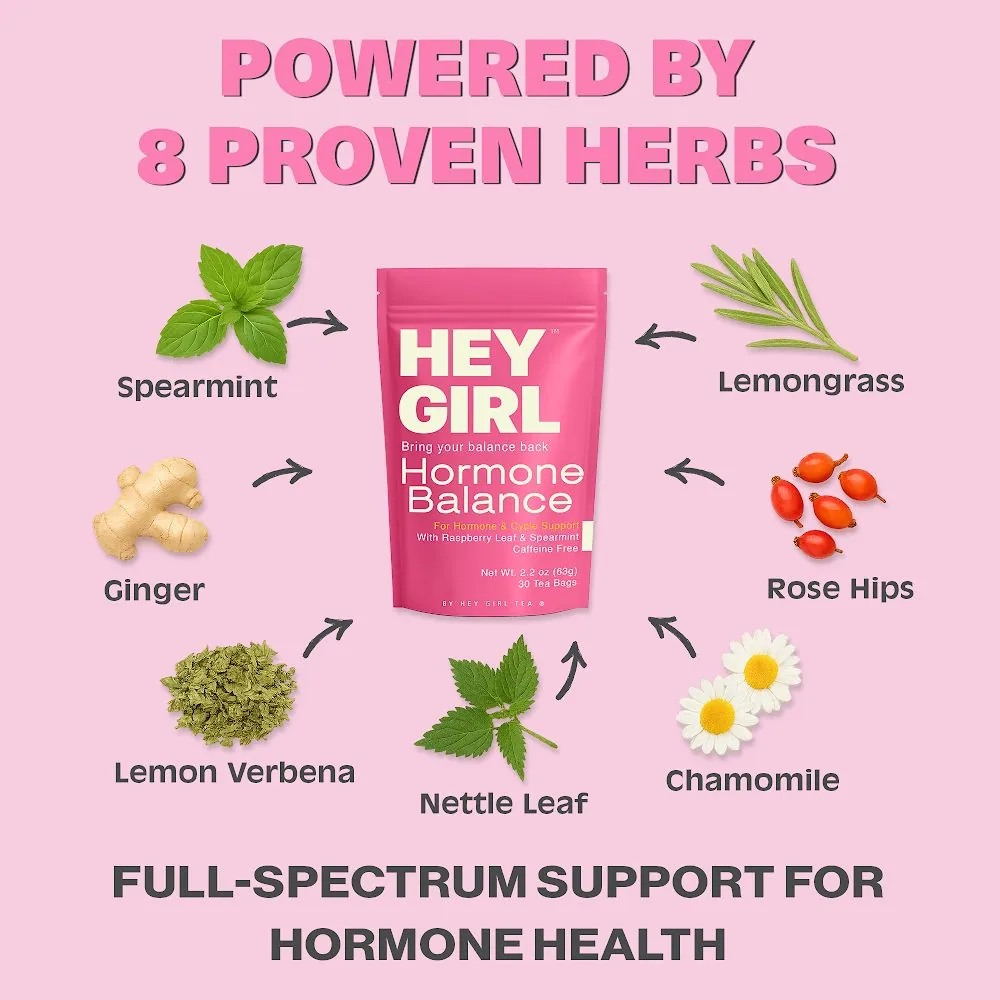 POWERED BY
8 PROVEN HERBS
Spearmint
Lemongrass
HEY
GIRL™
Bring your balance back
Hormone
Balance
For Hormone & Cycle Support
With Raspberry Leaf & Spearmint
Caffeine Free
Net Wt. 2.2 oz (63g)
30 Tea Bags
BY HEY GIRL TEA ®
Ginger
Rose Hips
Lemon Verbena
Nettle Leaf
Chamomile
FULL-SPECTRUM SUPPORT FOR
HORMONE HEALTH